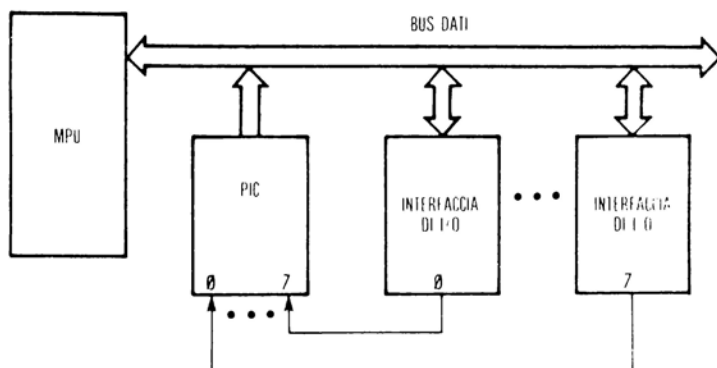 BUS DATI
MPU
PIC
INTERFACCIA
DI I/O
INTERFACCIA
DI I/O
0 7
0
7